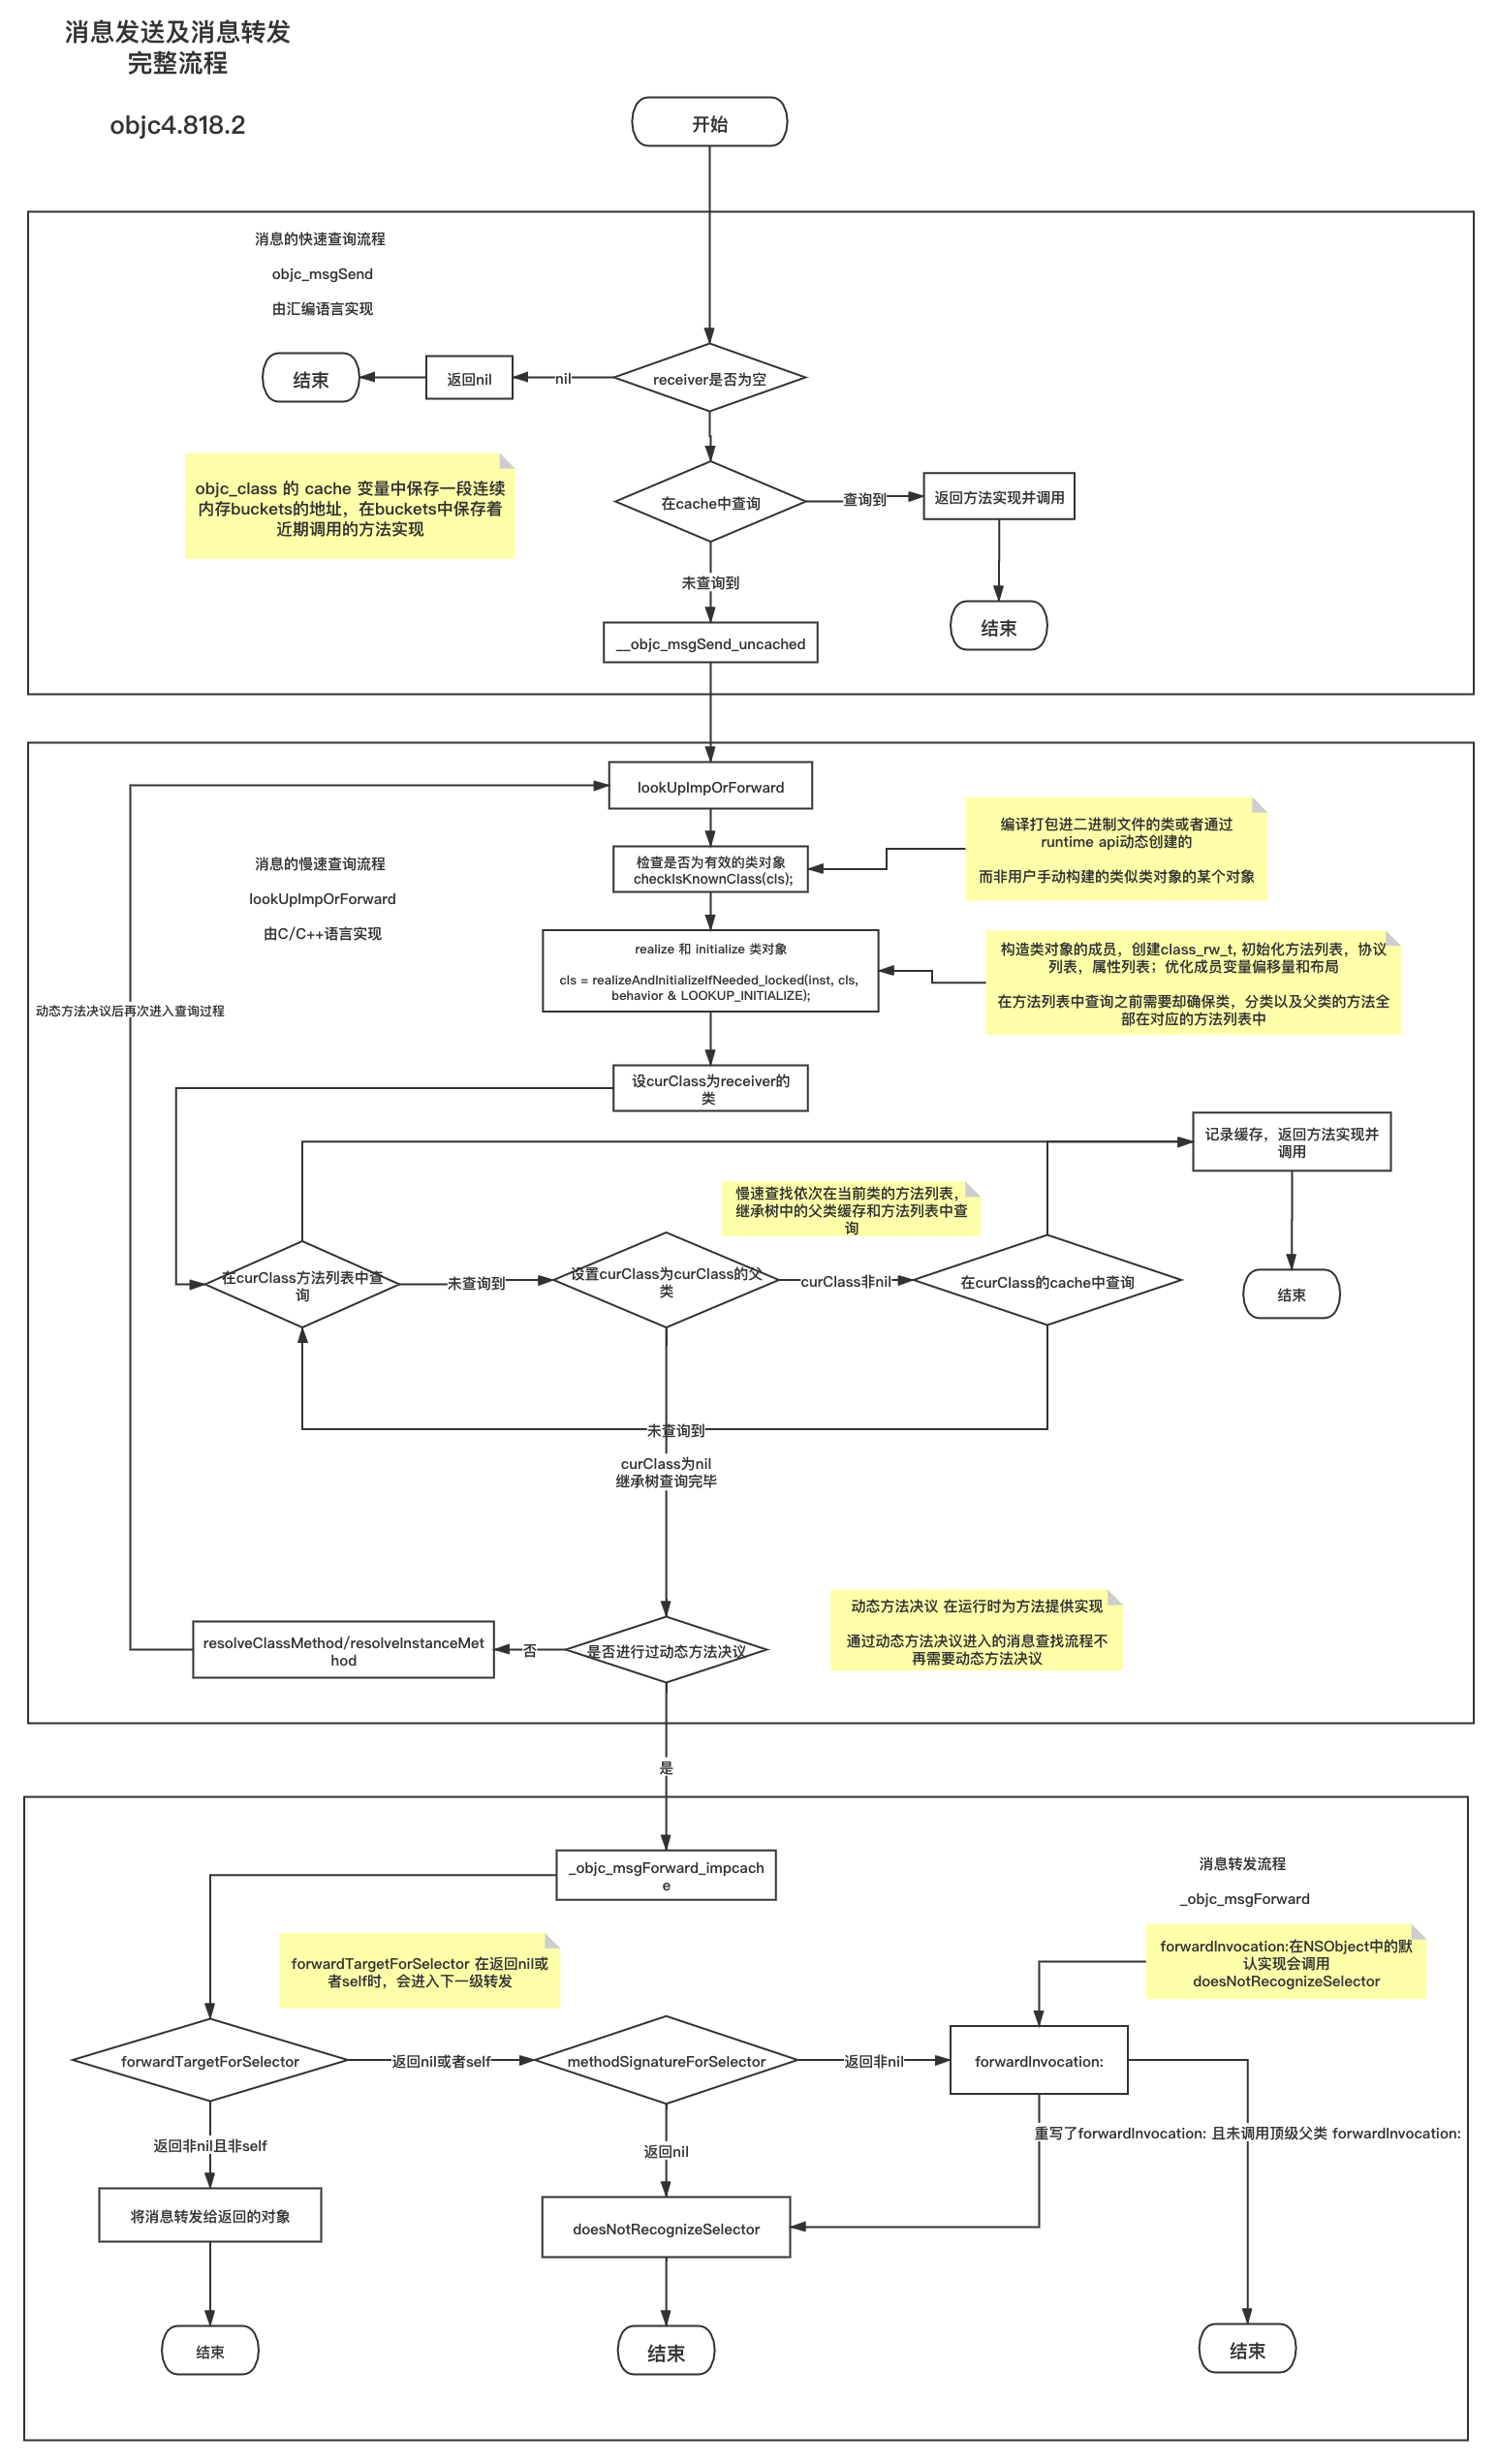 消息发送及消息转发
完整流程
objc4.818.2
开始
消息的快速查询流程
objc_msgSend
由汇编语言实现
结束
返回nil
nil
receiver是否为空
objc_class 的 cache 变量中保存一段连续
内存buckets的地址，在buckets中保存着
近期调用的方法实现
在cache中查询
查询到
返回方法实现并调用
未查询到
结束
__objc_msgSend_uncached
lookUpImpOrForward
编译打包进二进制文件的类或者通过
runtime api动态创建的
而非用户手动构建的类似类对象的某个对象
检查是否为有效的类对象
checkIsKnownClass(cls);
消息的慢速查询流程
lookUpImpOrForward
由C/C++语言实现
realize 和 initialize 类对象
cls = realizeAndInitializeIfNeeded_locked(inst, cls,
behavior & LOOKUP_INITIALIZE);
构造类对象的成员，创建class_rw_t, 初始化方法列表，协议
列表，属性列表；优化成员变量偏移量和布局
在方法列表中查询之前需要却确保类，分类以及父类的方法全
部在对应的方法列表中
动态方法决议后再次进入查询过程
设curClass为receiver的
类
记录缓存，返回方法实现并
调用
慢速查找依次在当前类的方法列表，
继承树中的父类缓存和方法列表中查
询
在curClass方法列表中查
询
未查询到
设置curClass为curClass的父
类
curClass非nil
在curClass的cache中查询
结束
未查询到
curClass为nil
继承树查询完毕
动态方法决议 在运行时为方法提供实现
通过动态方法决议进入的消息查找流程不
再需要动态方法决议
resolveClassMethod/resolveInstanceMet
hod
否
是否进行过动态方法决议
是
_objc_msgForward_impcach
e
消息转发流程
_objc_msgForward
forwardTargetForSelector 在返回nil或
者self时，会进入下一级转发
forwardInvocation:在NSObject中的默
认实现会调用
doesNotRecognizeSelector
forwardTargetForSelector
返回nil或者self
methodSignatureForSelector
返回非nil
forwardInvocation:
重写了forwardInvocation: 且未调用顶级父类 forwardInvocation:
返回非nil且非self
返回nil
将消息转发给返回的对象
doesNotRecognizeSelector
结束
结束
结束